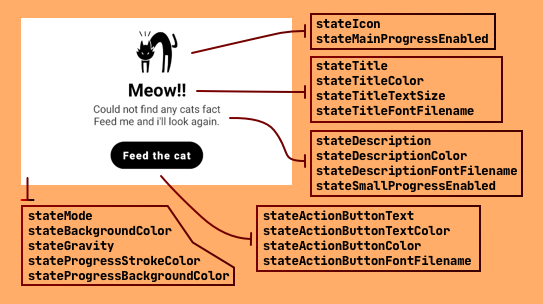 Meow!!
Could not find any cats fact
Feed me and i'll look again.
Feed the cat
stateIcon
stateMainProgressEnabled
stateTitle
stateTitleColor
stateTitleTextSize
stateTitleFontFilename
stateDescription
stateDescriptionColor
stateDescriptionFontFilename
stateSmallProgressEnabled
stateMode
stateBackgroundColor
stateGravity
stateProgressStrokeColor
stateProgressBackgroundColor
stateActionButtonText
stateActionButtonTextColor
stateActionButtonColor
stateActionButtonFontFilename